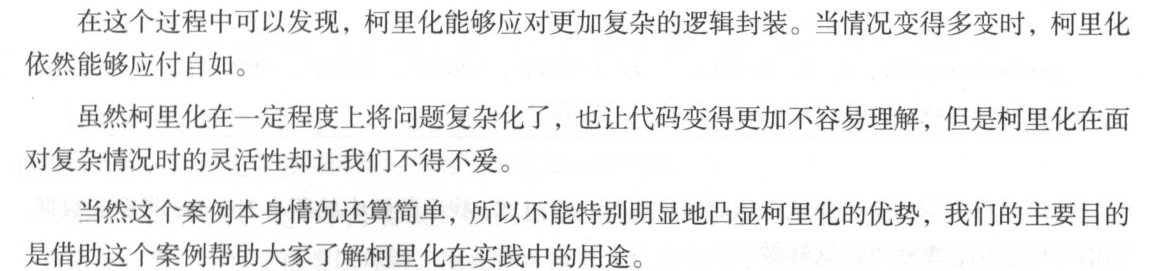 在这个过程中可以发现，柯里化能够应对更加复杂的逻辑封装。当情况变得多变时，柯里化
依然能够应付自如。
虽然柯里化在一定程度上将问题复杂化了，也让代码变得更加不容易理解，但是柯里化在面
对复杂情况时的灵活性却让我们不得不爱。
当然这个案例本身情况还算简单，所以不能特别明显地凸显柯里化的优势，我们的主要目的
是借助这个案例帮助大家了解柯里化在实践中的用途。